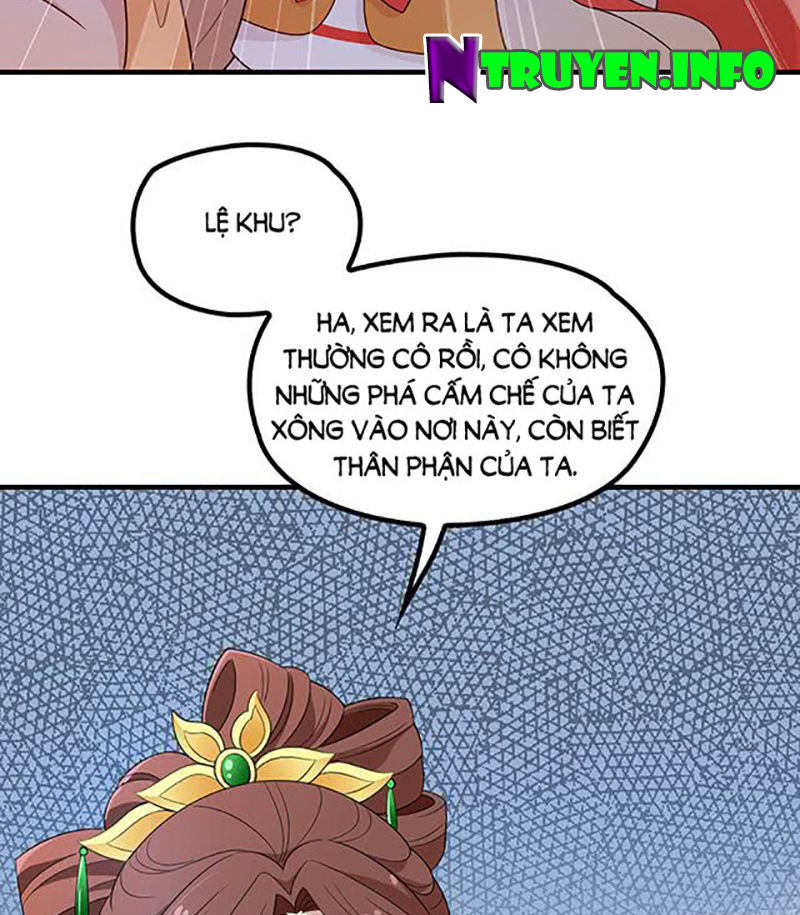 NTRUYEN.INFO
LỆ KHƯ?
HA, XEM RA LÀ TA XEM
THƯỜNG CÔ RỒI, CÔ KHÔNG
NHỮNG PHÁ CẤM CHẾ CỦA TA
XÔNG VÀO NƠI NÀY, CÒN BIẾT
THÂN PHẬN CỦA TA.